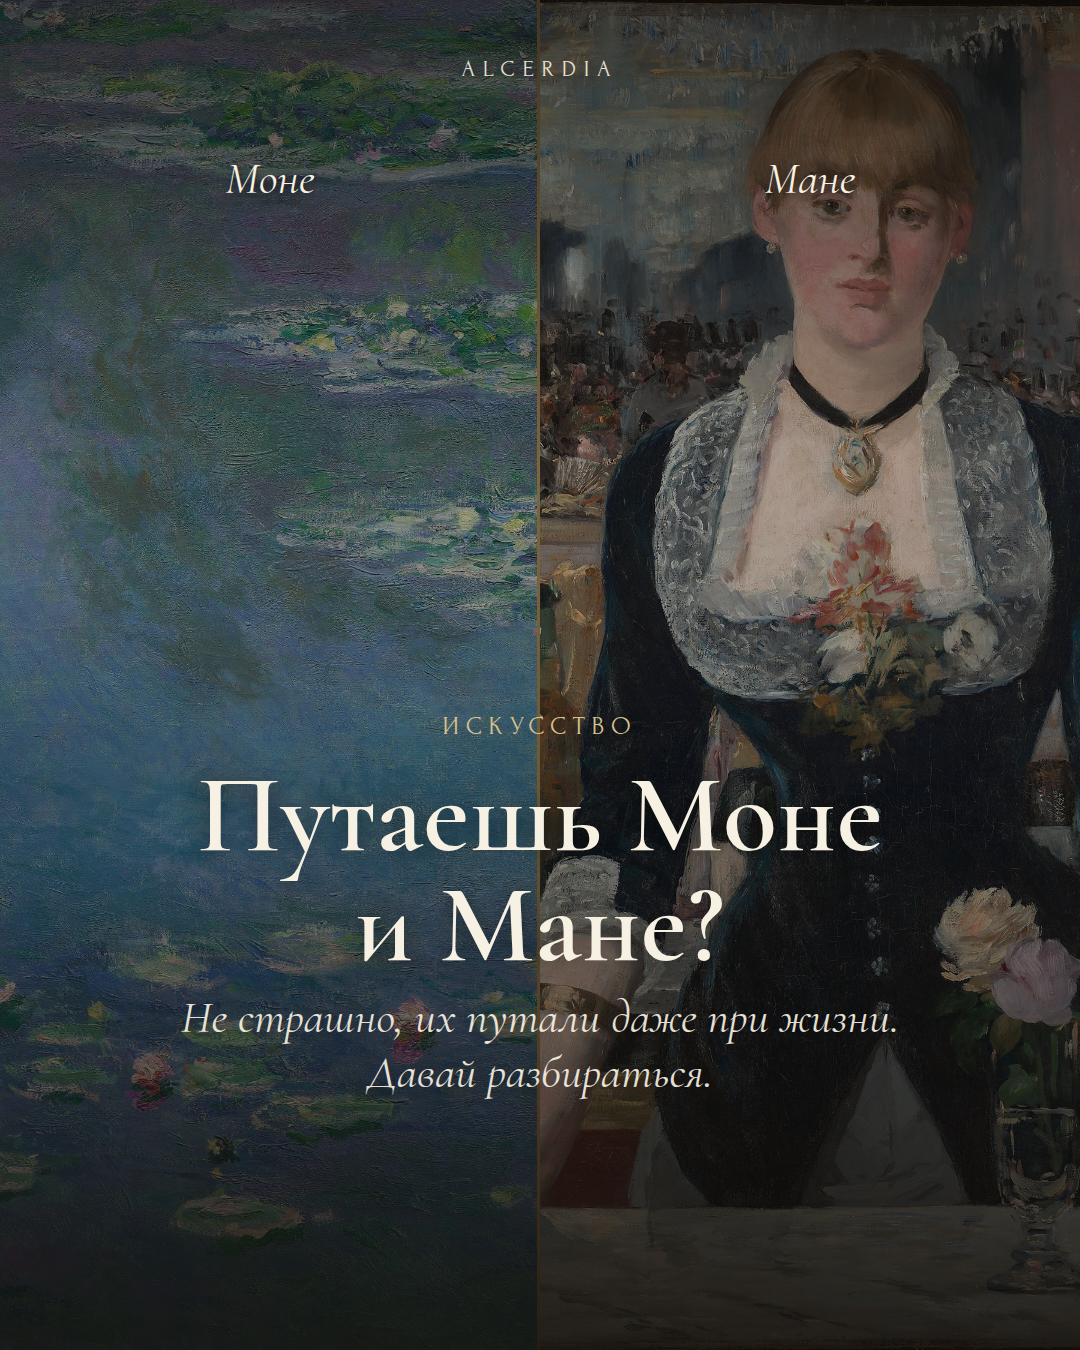 ALCERDIA
Моне
Мане
ИСКУССТВО
Путаешь Моне
и Мане?
Не страшно, их путали даже при жизни.
Давай разбираться.